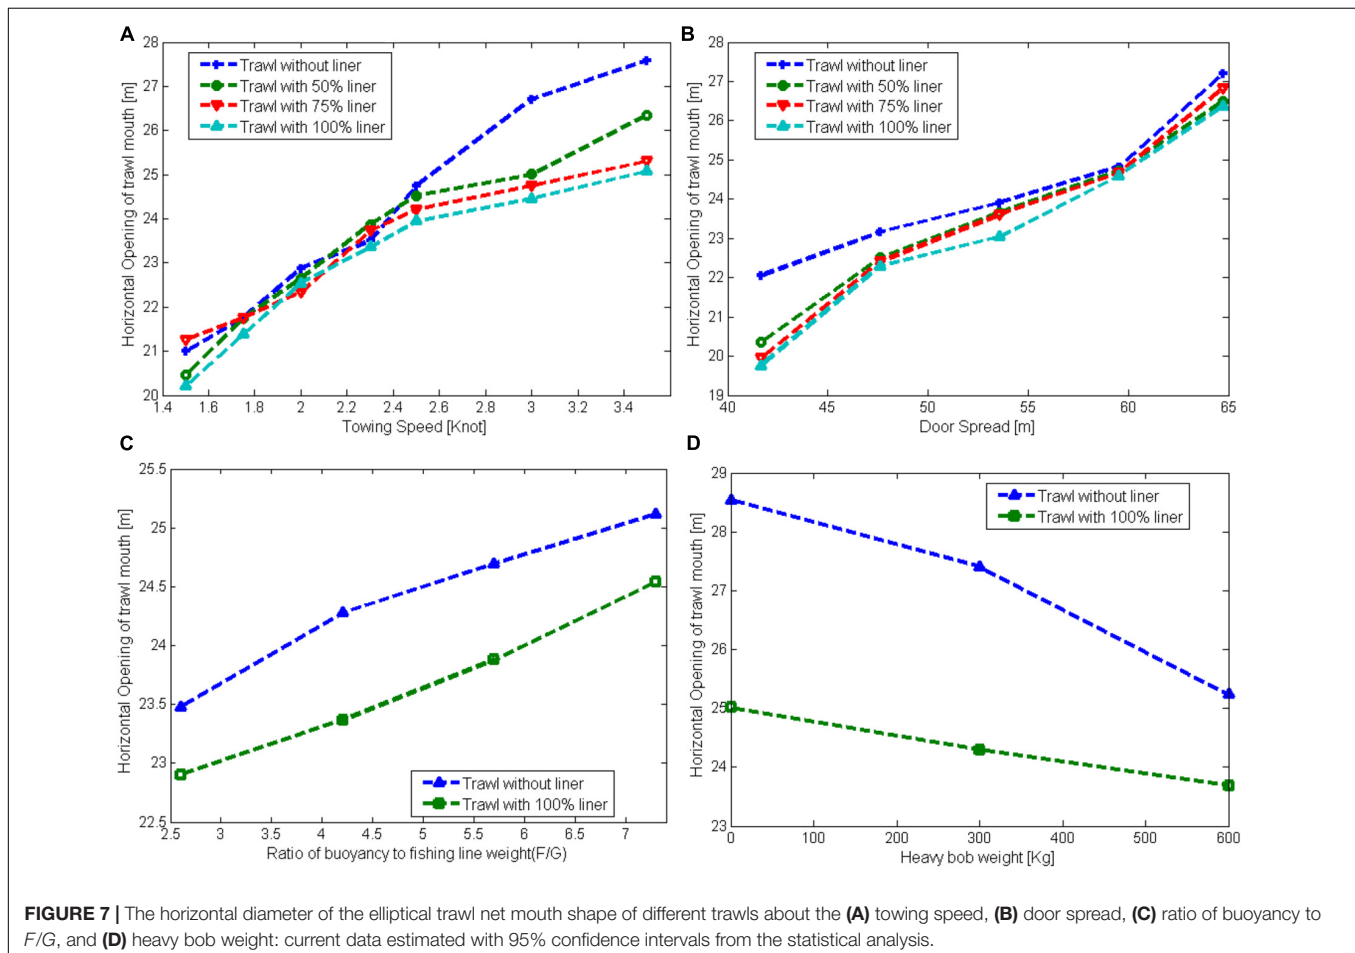 A
28
27
26
25
24
23
22
21
20
1.4
1.6
1.8
2
2.2
2.4
2.6
2.8
3
3.2
3.4
Towing Speed [Knot]
Horizontal Opening of trawl mouth [m]
Trawl without liner
Trawl with 50% liner
Trawl with 75% liner
Trawl with 100% liner
B
28
27
26
25
24
23
22
21
20
19
40
45
50
55
60
65
Door Spread [m]
Horizontal Opening of trawl mouth [m]
Trawl without liner
Trawl with 50% liner
Trawl with 75% liner
Trawl with 100% liner
C
25.5
25
24.5
24
23.5
23
22.5
2.5
3
3.5
4
4.5
5
5.5
6
6.5
7
Ratio of buoyancy to fishing line weight(F/G)
Horizontal Opening of trawl mouth [m]
Trawl without liner
Trawl with 100% liner
D
29
28
27
26
25
24
23
0
100
200
300
400
500
600
Heavy bob weight [Kg]
Horizontal Opening of trawl mouth [m]
Trawl without liner
Trawl with 100% liner
FIGURE 7 | The horizontal diameter of the elliptical trawl net mouth shape of different trawls about the (A) towing speed, (B) door spread, (C) ratio of buoyancy to
F/G, and (D) heavy bob weight: current data estimated with 95% confidence intervals from the statistical analysis.